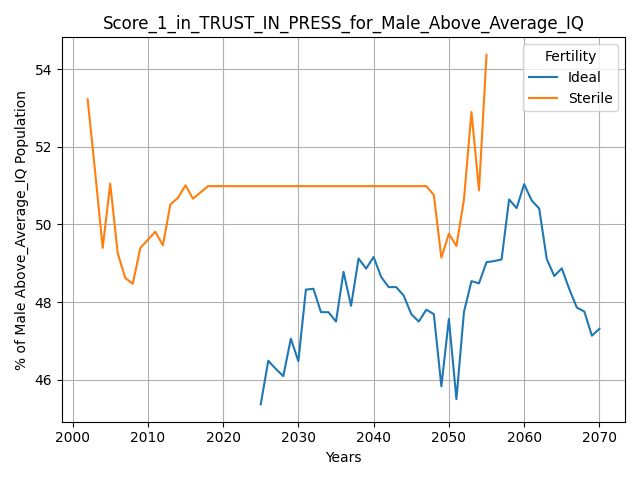 Score_1_in_TRUST_IN_PRESS_for_Male_Above_Average_IQ
% of Male Above_Average_IQ Population
54
52
50
48
46
Fertility
Ideal
Sterile
2000 2010 2020 2030 2040 2050 2060 2070
Years